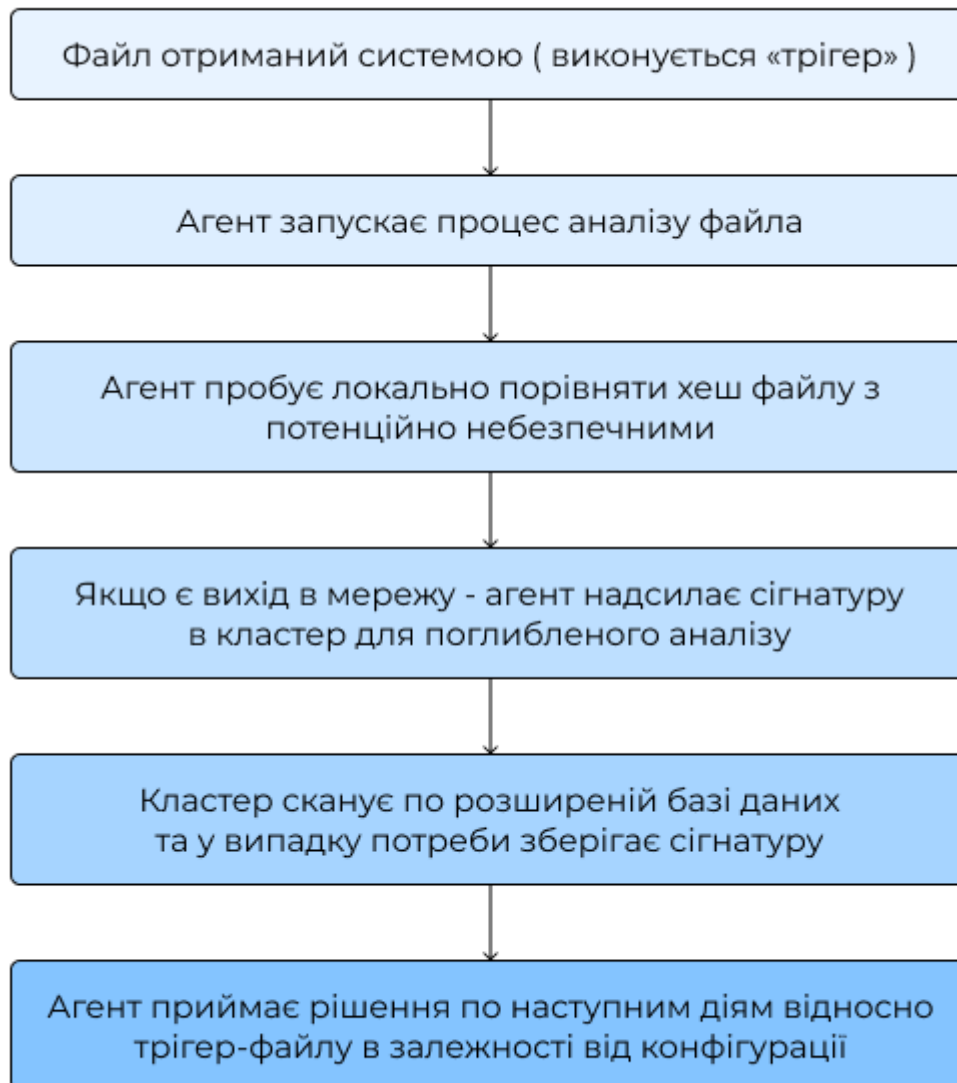 Файл отриманий системою ( виконується «трігер» )
Агент запускає процес аналізу файла
Агент пробує локально порівняти хеш файлу з
потенційно небезпечними
Якщо є вихід в мережу - агент надсилає сігнатуру
в кластер для поглибленого аналізу
Кластер сканує по розширеній базі даних
та у випадку потреби зберігає сігнатуру
Агент приймає рішення по наступним діям відносно
трігер-файлу в залежності від конфігурації